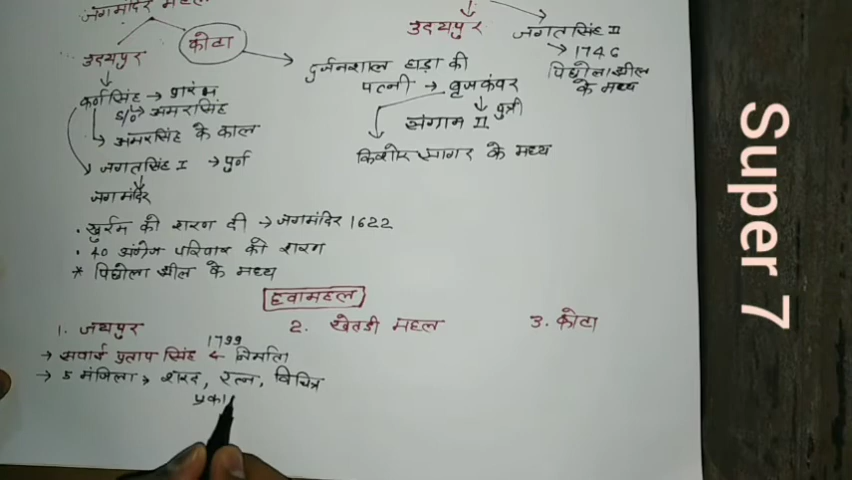 जगमंदिर महल
उदयपुर
कोटा
उदयपुर
जगतसिंह II
→ 1746
पिछोला झील
के मध्य
दुर्जनशाल हाड़ा की
पत्नी → बृजकंवर
↓ पुत्री
संग्राम II
किशोर सागर के मध्य
कर्णसिंह → प्रारंभ
S/o → अमरसिंह
→ अमरसिंह के काल
→ जगतसिंह I → पुर्ण
जगमंदिर
• खुर्रम को शरण दी → जगमंदिर 1622
• 40 अंग्रेज परिवार को शरण
* पिछोला झील के मध्य
हवामहल
1. जयपुर
2. खेतडी महल
3. कोटा
1799
→ सवाई प्रताप सिंह ← निर्माता
→ 5 मंजिला → शरद, रत्न, विचित्र
प्रका
Super 7